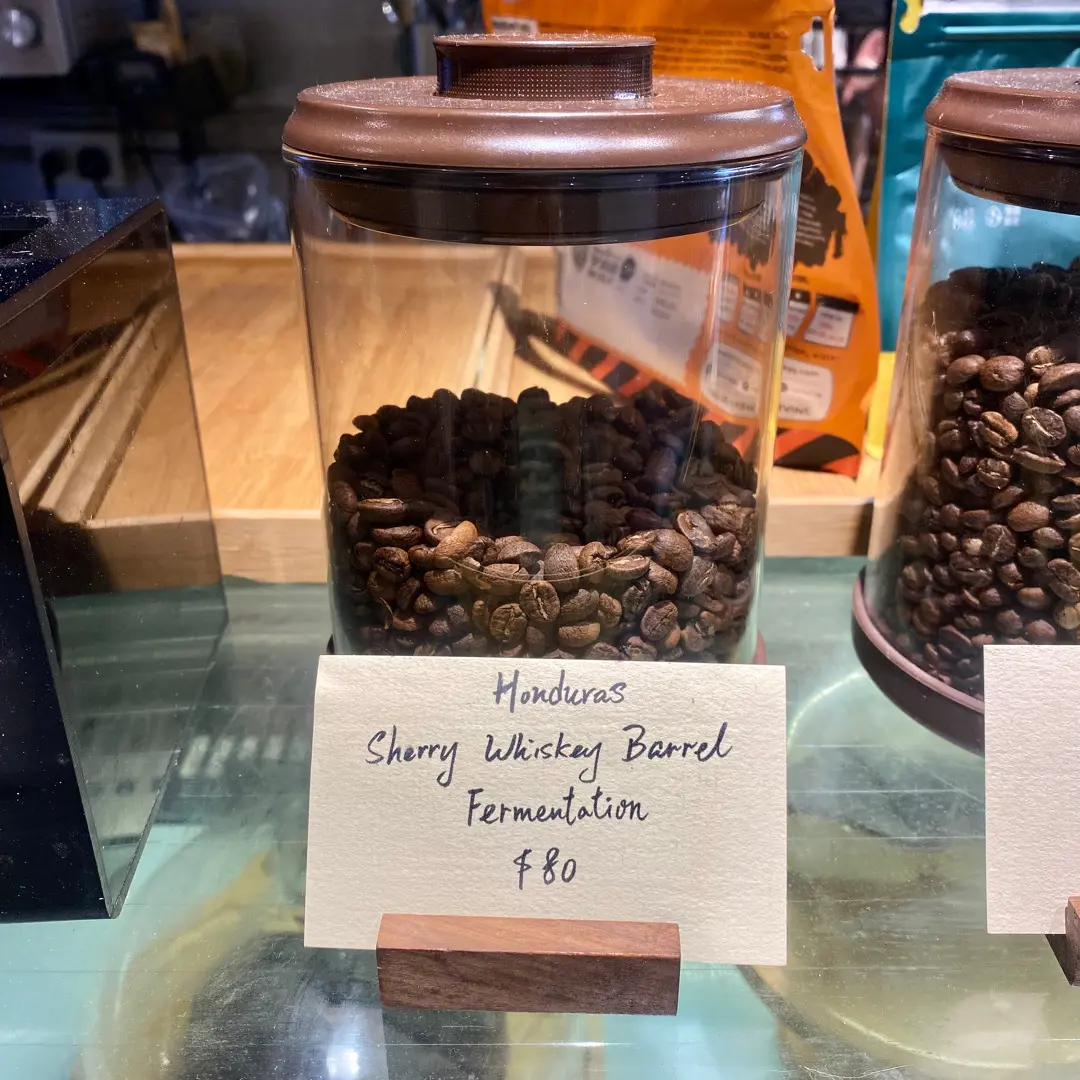 Honduras
Sherry Whiskey Barrel
Fermentation
$80